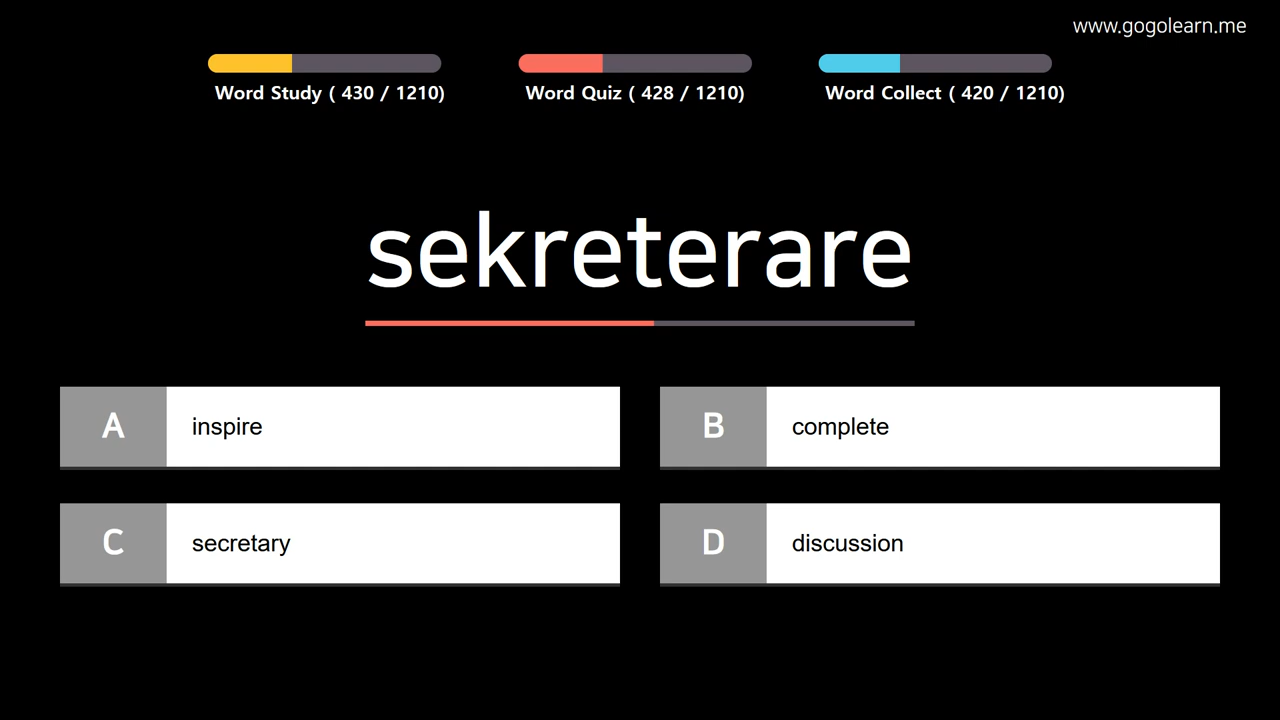 www.gogolearn.me
Word Study ( 430 / 1210)
Word Quiz ( 428 / 1210)
Word Collect ( 420 / 1210)
sekreterare
A inspire
B complete
C secretary
D discussion